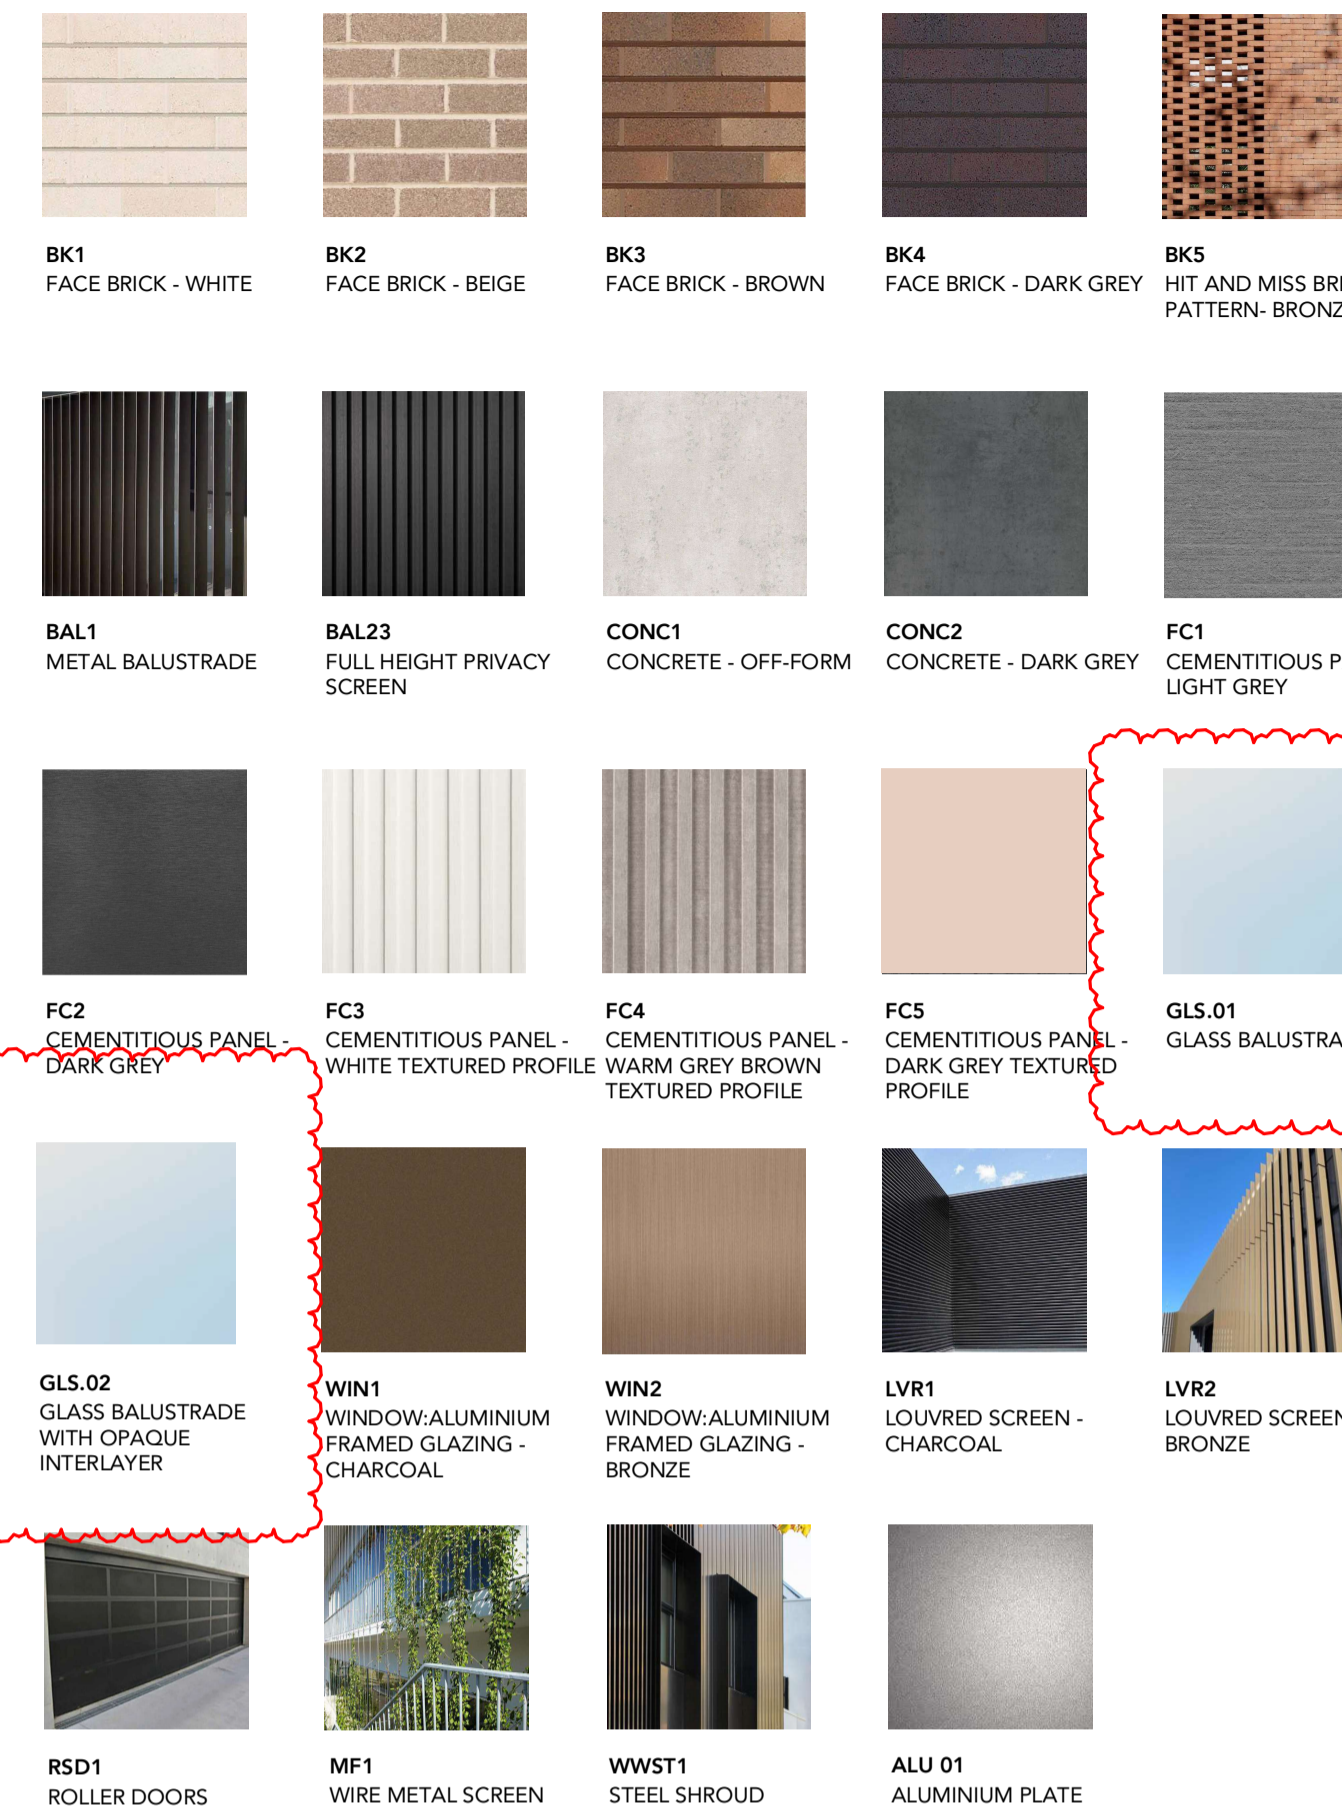 BK1
FACE BRICK - WHITE
BK2
FACE BRICK - BEIGE
BK3
FACE BRICK - BROWN
BK4
FACE BRICK - DARK GREY
BK5
HIT AND MISS
PATTERN- 
BAL1
METAL BALUSTRADE
BAL23
FULL HEIGHT PRIVACY
SCREEN
CONC1
CONCRETE - OFF-FORM
CONC2
CONCRETE - DARK GREY
FC1
CEMENTITIOUS
LIGHT GREY
FC2
CEMENTITIOUS PANEL -
DARK GREY
FC3
CEMENTITIOUS PANEL -
WHITE TEXTURED PROFILE
FC4
CEMENTITIOUS PANEL -
WARM GREY BROWN
TEXTURED PROFILE
FC5
CEMENTITIOUS PANEL -
DARK GREY TEXTURED
PROFILE
GLS.01
GLASS
GLS.02
GLASS BALUSTRADE
WITH OPAQUE
INTERLAYER
WIN1
WINDOW:ALUMINIUM
FRAMED GLAZING -
CHARCOAL
WIN2
WINDOW:ALUMINIUM
FRAMED GLAZING -
BRONZE
LVR1
LOUVRED SCREEN -
CHARCOAL
LVR2
LOUVRED
BRONZE
RSD1
ROLLER DOORS
MF1
WIRE METAL SCREEN
WWST1
STEEL SHROUD
ALU 01
ALUMINIUM PLATE